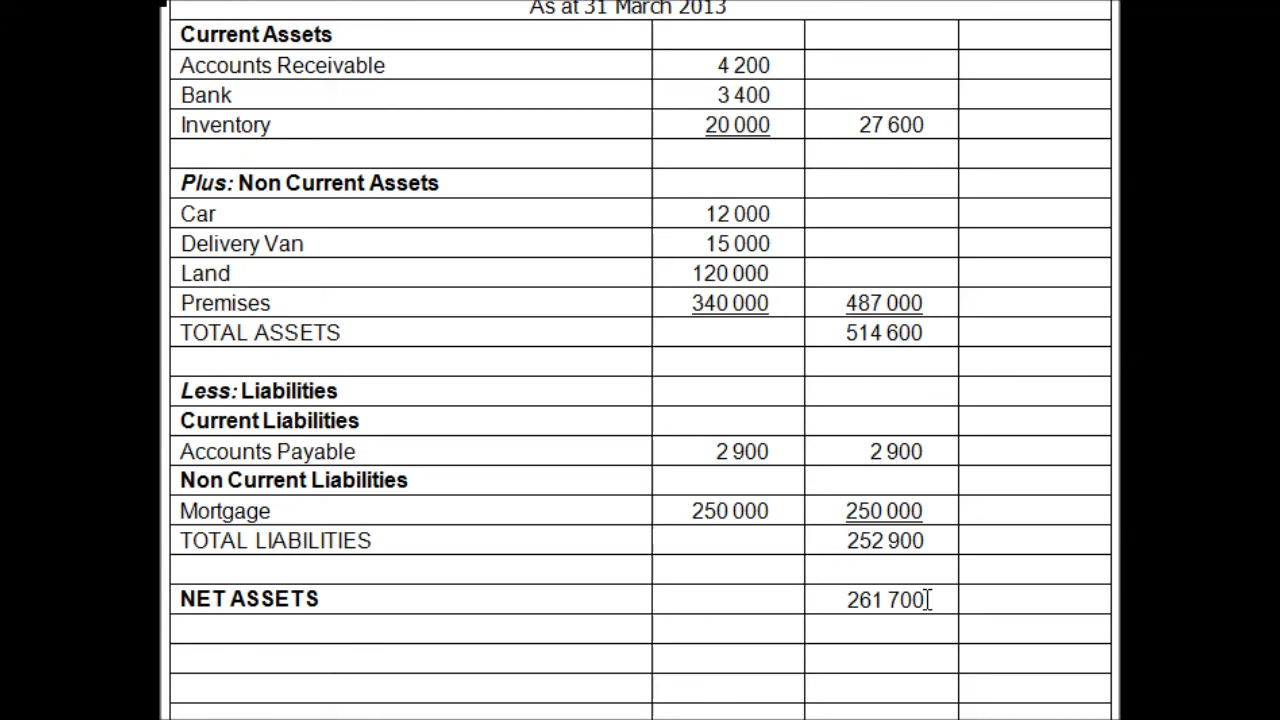 As at 31 March 2013
Current Assets
Accounts Receivable 4 200
Bank 3 400
Inventory 20 000 27 600
Plus: Non Current Assets
Car 12 000
Delivery Van 15 000
Land 120 000
Premises 340 000 487 000
TOTAL ASSETS 514 600
Less: Liabilities
Current Liabilities
Accounts Payable 2 900 2 900
Non Current Liabilities
Mortgage 250 000 250 000
TOTAL LIABILITIES 252 900
NET ASSETS 261 700